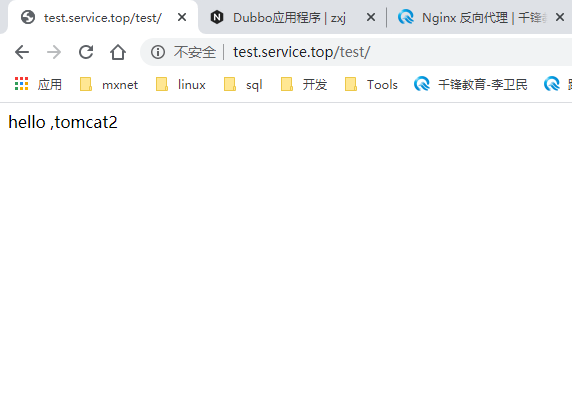 test.service.top/test/ Dubbo应用程序 | zxj Nginx 反向代理 | 千锋
不安全 | test.service.top/test/
应用 mxnet linux sql 开发 Tools 千锋教育-李卫民
hello ,tomcat2